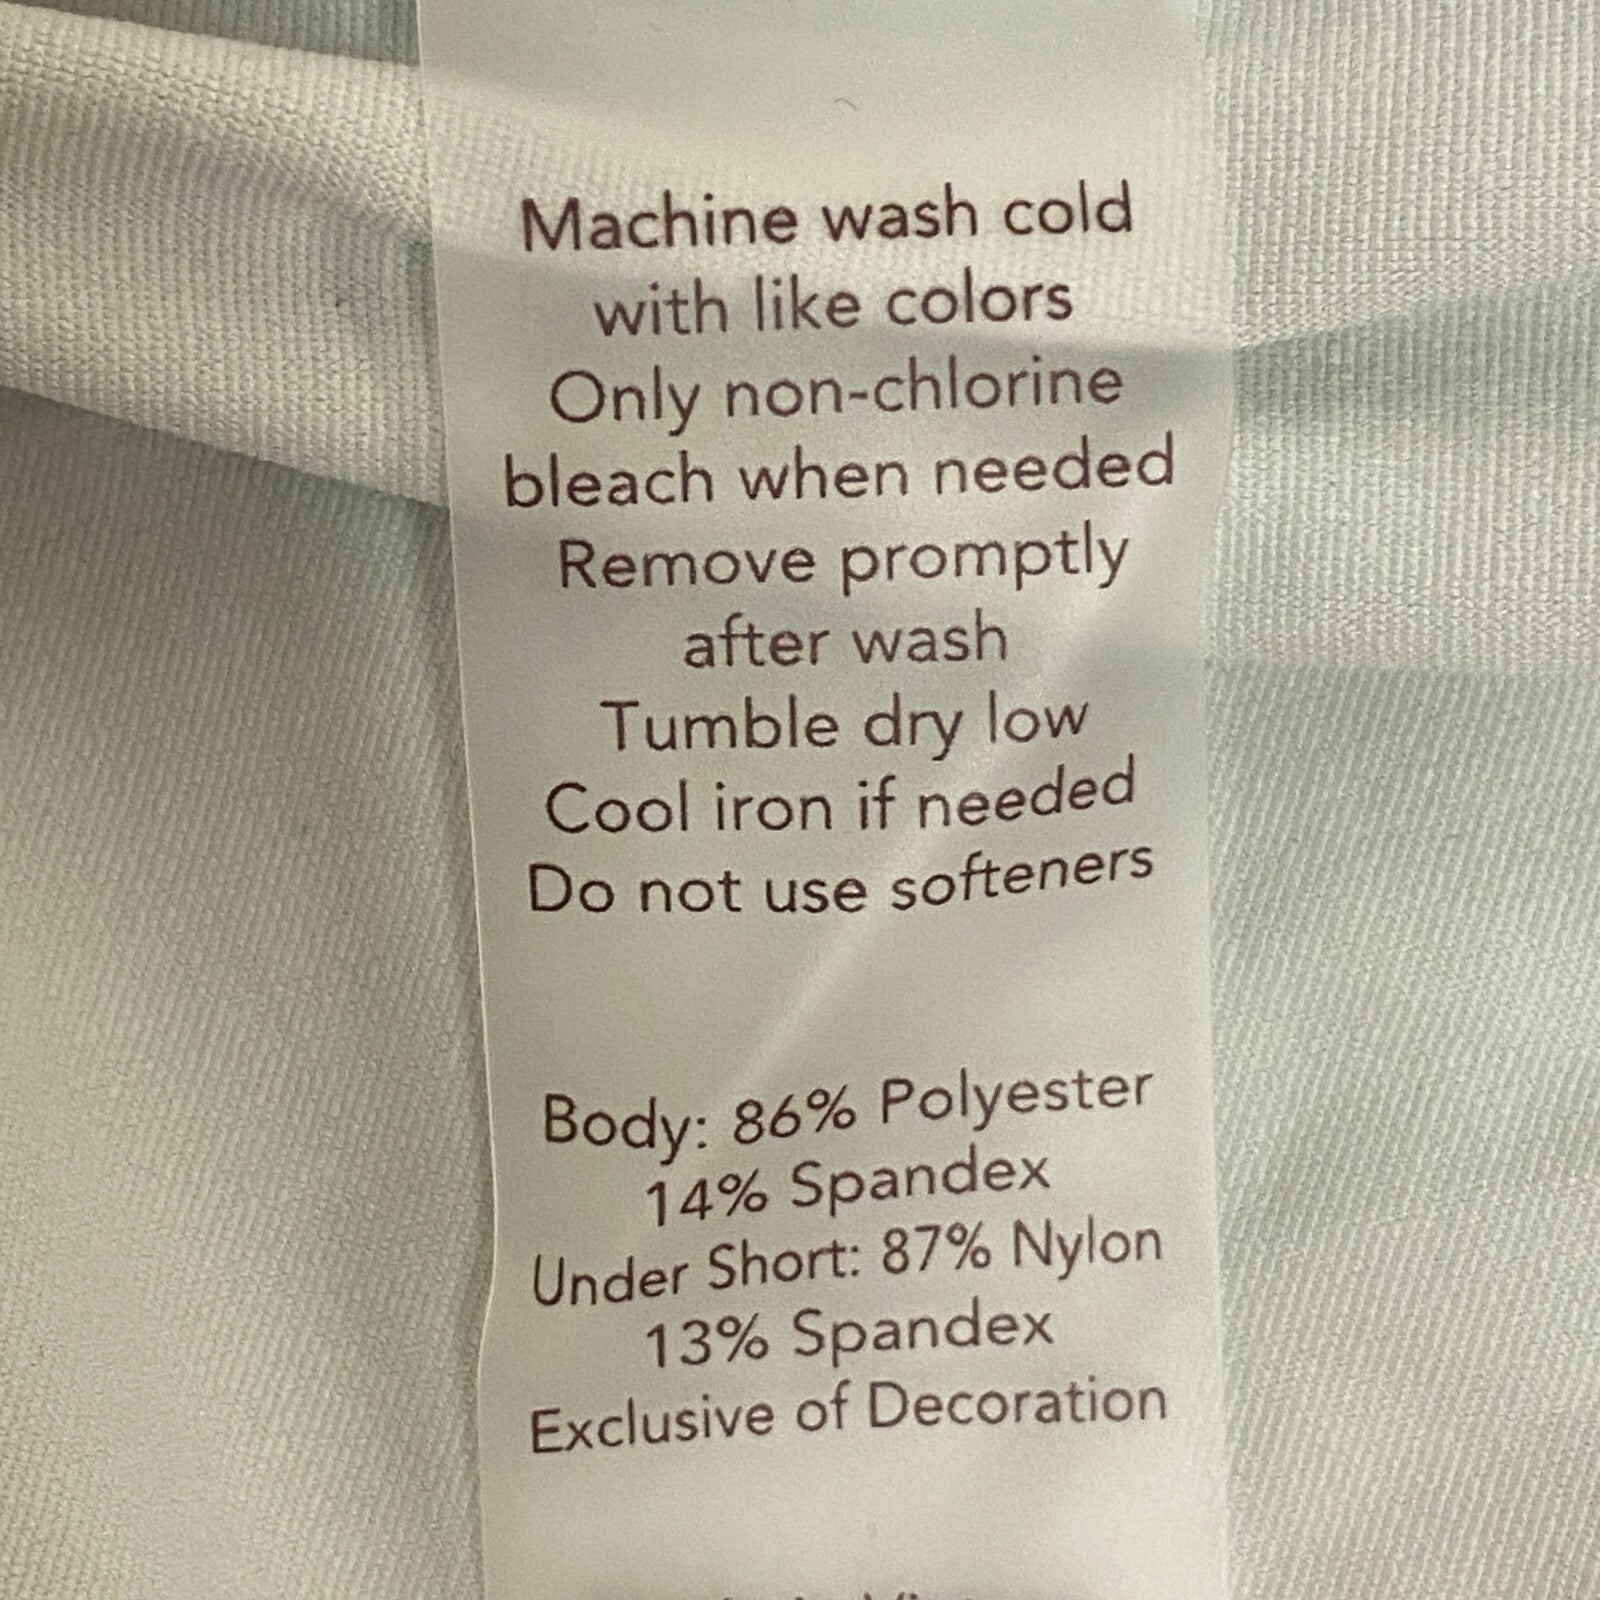 Machine wash cold
with like colors
Only non-chlorine
bleach when needed
Remove promptly
after wash
Tumble dry low
Cool iron if needed
Do not use softeners
Body: 86% Polyester
14% Spandex
Under Short: 87% Nylon
13% Spandex
Exclusive of Decoration